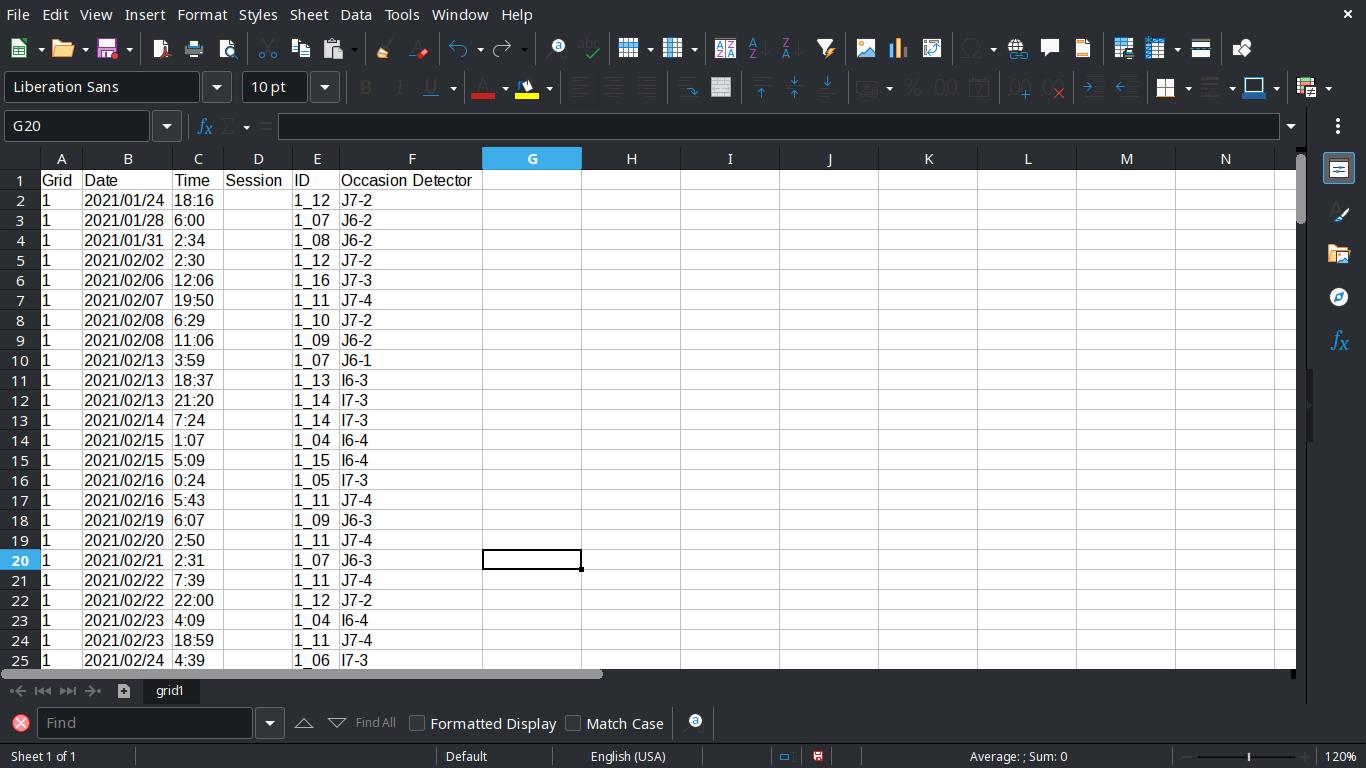 File Edit View Insert Format Styles Sheet Data Tools Window Help
Liberation Sans 10 pt
G20
A B C D E F G H I J K L M N
1 Grid Date Time Session ID Occasion Detector
2 1 2021/01/24 18:16 1_12 J7-2
3 1 2021/01/28 6:00 1_07 J6-2
4 1 2021/01/31 2:34 1_08 J6-2
5 1 2021/02/02 2:30 1_12 J7-2
6 1 2021/02/06 12:06 1_16 J7-3
7 1 2021/02/07 19:50 1_11 J7-4
8 1 2021/02/08 6:29 1_10 J7-2
9 1 2021/02/08 11:06 1_09 J6-2
10 1 2021/02/13 3:59 1_07 J6-1
11 1 2021/02/13 18:37 1_13 I6-3
12 1 2021/02/13 21:20 1_14 I7-3
13 1 2021/02/14 7:24 1_14 I7-3
14 1 2021/02/15 1:07 1_04 I6-4
15 1 2021/02/15 5:09 1_15 I6-4
16 1 2021/02/16 0:24 1_05 I7-3
17 1 2021/02/16 5:43 1_11 J7-4
18 1 2021/02/19 6:07 1_09 J6-3
19 1 2021/02/20 2:50 1_11 J7-4
20 1 2021/02/21 2:31 1_07 J6-3
21 1 2021/02/22 7:39 1_11 J7-4
22 1 2021/02/22 22:00 1_12 J7-2
23 1 2021/02/23 4:09 1_04 I6-4
24 1 2021/02/23 18:59 1_11 J7-4
25 1 2021/02/24 4:39 1_06 I7-3
grid1
Find Find All Formatted Display Match Case
Sheet 1 of 1 Default English (USA) Average: ; Sum: 0 120%